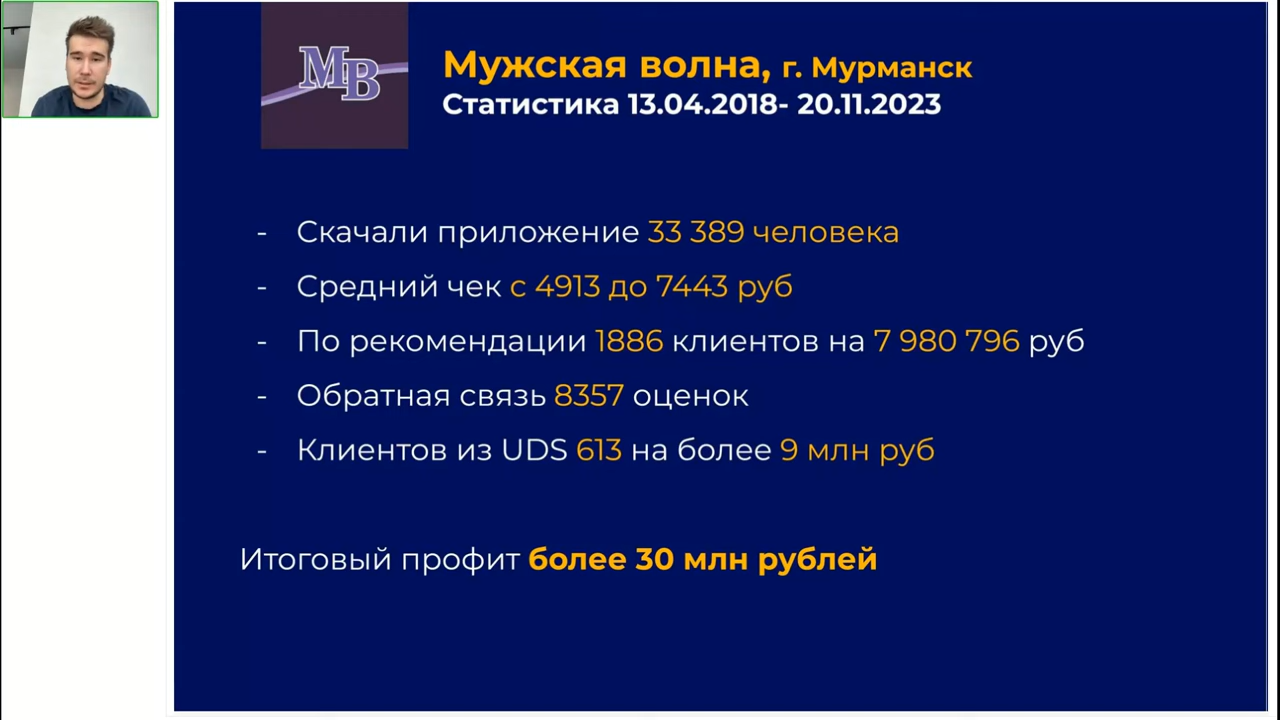 МВ
Мужская волна, г. Мурманск
Статистика 13.04.2018- 20.11.2023
- Скачали приложение 33 389 человека
- Средний чек с 4913 до 7443 руб
- По рекомендации 1886 клиентов на 7 980 796 руб
- Обратная связь 8357 оценок
- Клиентов из UDS 613 на более 9 млн руб
Итоговый профит более 30 млн рублей